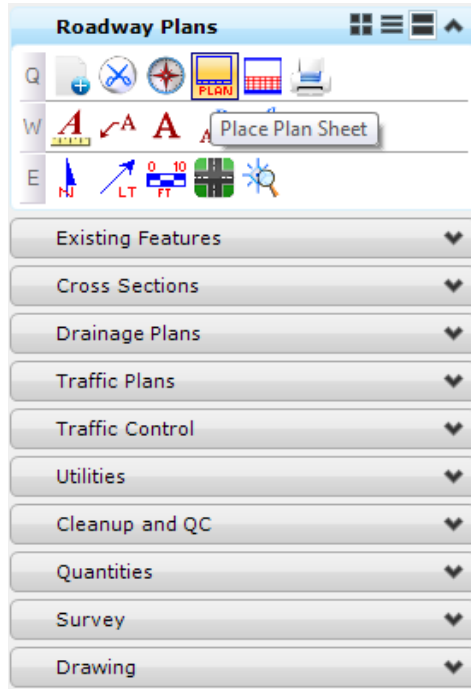 Roadway Plans
Q PLAN
W A A A A Place Plan Sheet
E N LT 0 10 FT
Existing Features
Cross Sections
Drainage Plans
Traffic Plans
Traffic Control
Utilities
Cleanup and QC
Quantities
Survey
Drawing